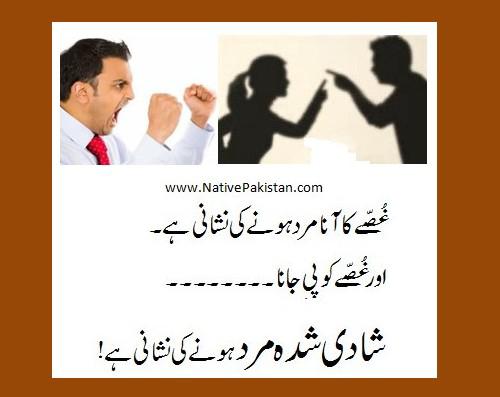 www.NativePakistan.com
غُصّے کا آنا مرد ہونے کی نشانی ہے۔
اور غُصّے کو پی جانا۔۔۔۔۔۔۔۔
شادی شدہ مرد ہونے کی نشانی ہے!